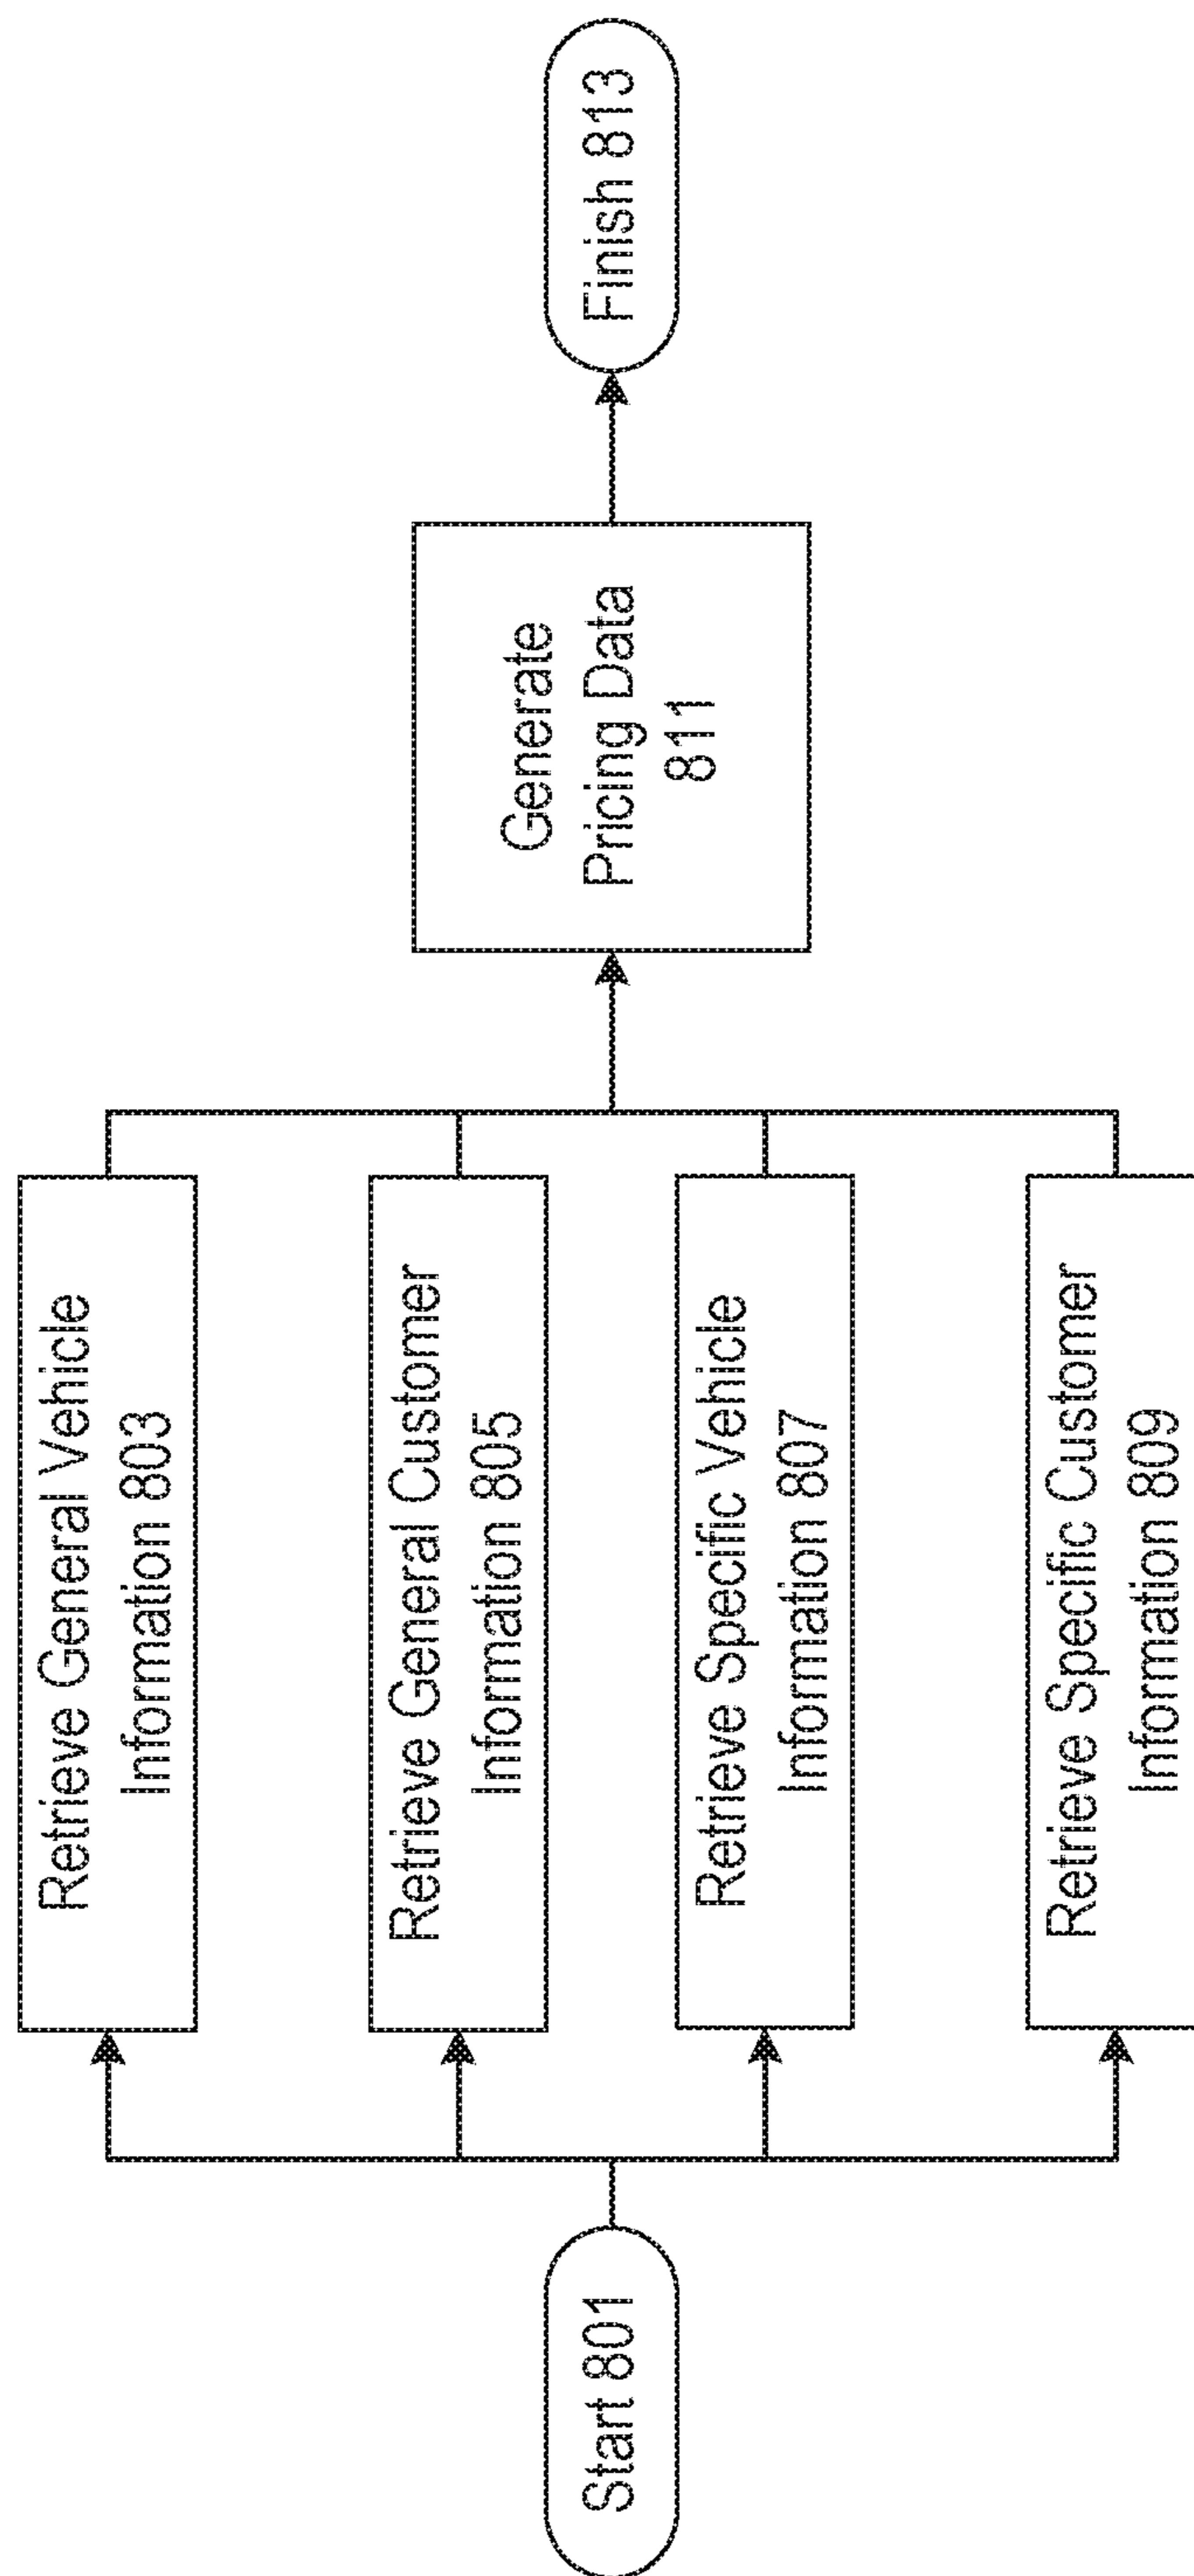 Start 801
Retrieve General Vehicle
Information 803
Retrieve General Customer
Information 805
Retrieve Specific Vehicle
Information 807
Retrieve Specific Customer
Information 809
Generate
Pricing Data
811
Finish 813